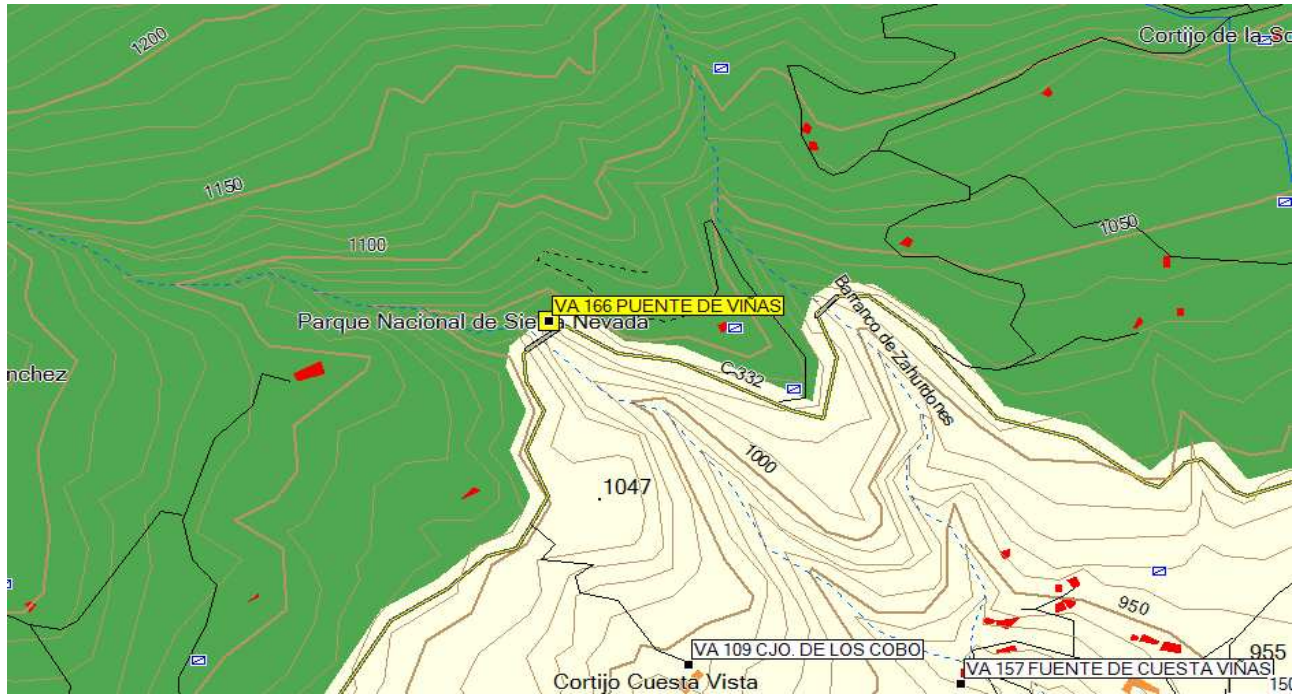 1200
Cortijo de la So
1150
1100
1050
VA 166 PUENTE DE VIÑAS
Parque Nacional de Sierra Nevada
Barranco de Zahurdones
nchez
C-332
1000
1047
950
VA 109 CJO. DE LOS COBO
955
VA 157 FUENTE DE CUESTA VIÑAS
Cortijo Cuesta Vista
150